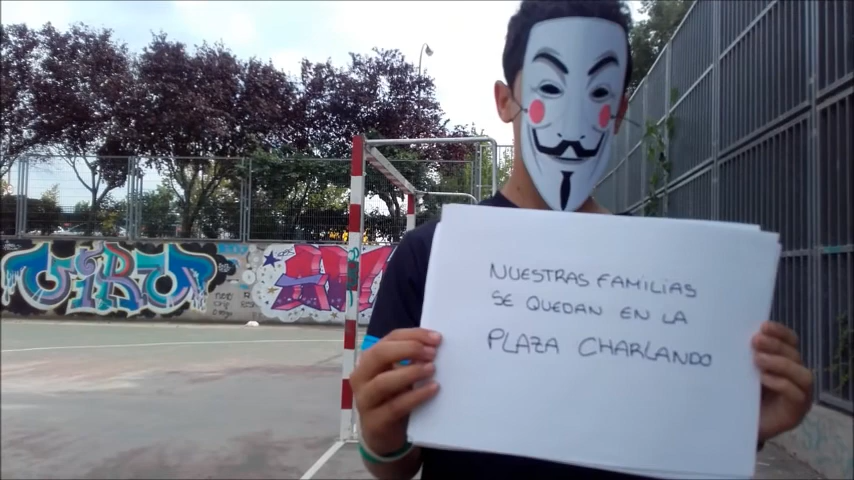 NUESTRAS FAMILIAS
SE QUEDAN EN LA
PLAZA CHARLANDO